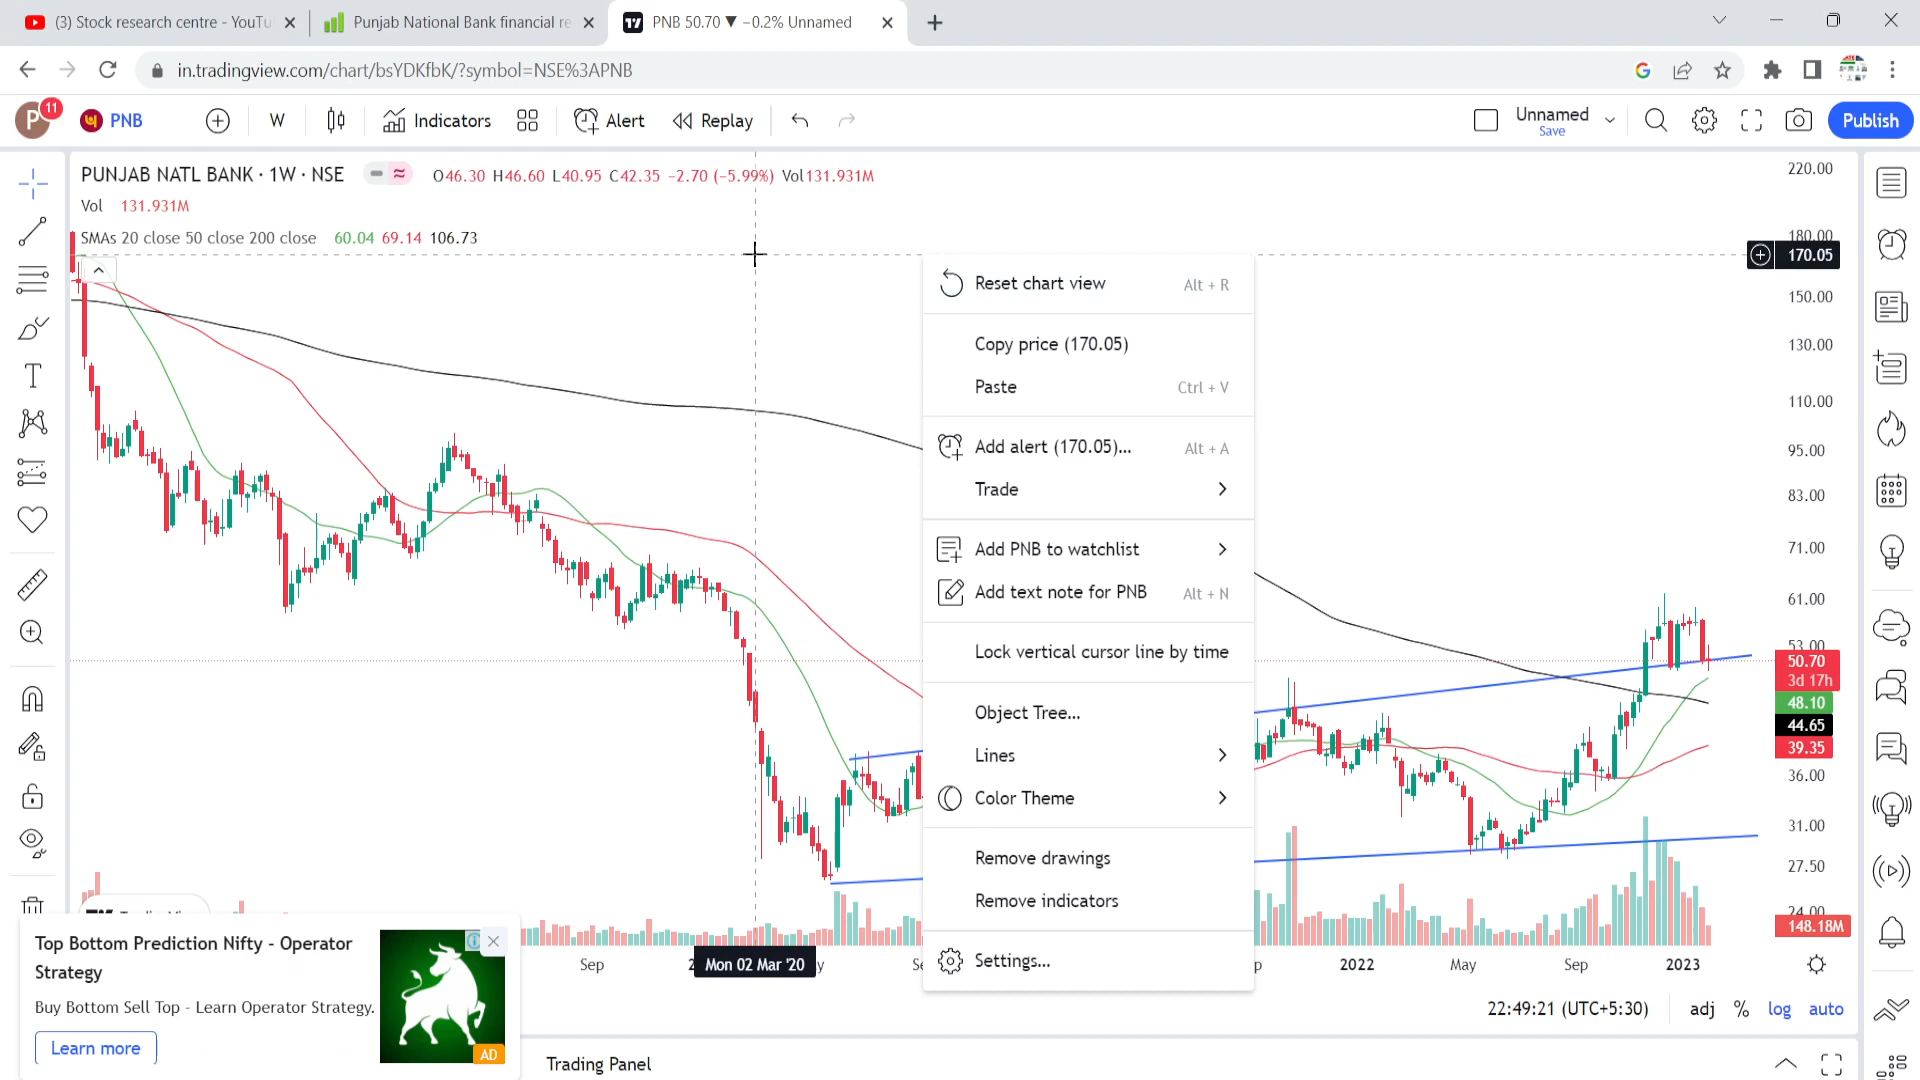 (3) Stock research centre - YouTu
Punjab National Bank financial re
PNB 50.70 ▼ −0.2% Unnamed
in.tradingview.com/chart/bsYDKfbK/?symbol=NSE%3APNB
P 11 PNB W Indicators Alert Replay
Unnamed
Save
Publish
PUNJAB NATL BANK · 1W · NSE O46.30 H46.60 L40.95 C42.35 −2.70 (−5.99%) Vol131.931M
Vol 131.931M
SMAs 20 close 50 close 200 close 60.04 69.14 106.73
220.00
180.00
170.05
150.00
130.00
110.00
95.00
83.00
71.00
61.00
53.00
50.70
3d 17h
48.10
44.65
39.35
36.00
31.00
27.50
24.00
148.18M
Reset chart view Alt + R
Copy price (170.05)
Paste Ctrl + V
Add alert (170.05)... Alt + A
Trade
Add PNB to watchlist
Add text note for PNB Alt + N
Lock vertical cursor line by time
Object Tree...
Lines
Color Theme
Remove drawings
Remove indicators
Settings...
Sep Mon 02 Mar '20 2022 May Sep 2023
22:49:21 (UTC+5:30) adj % log auto
Top Bottom Prediction Nifty - Operator
Strategy
Buy Bottom Sell Top - Learn Operator Strategy.
Learn more
AD
Trading Panel